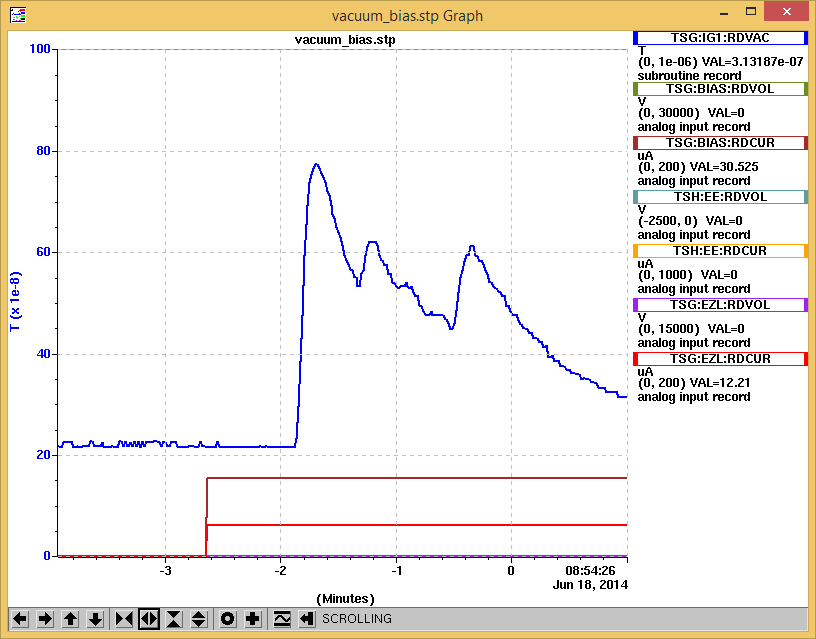 vacuum_bias.stp Graph
vacuum_bias.stp
100
80
60
40
20
0
T (x 1e-8)
-3
-2
-1
0
08:54:26
Jun 18, 2014
(Minutes)
TSG:IG1:RDVAC
T
(0, 1e-06) VAL=3.13187e-07
subroutine record
TSG:BIAS:RDVOL
V
(0, 30000) VAL=0
analog input record
TSG:BIAS:RDCUR
uA
(0, 200) VAL=30.525
analog input record
TSH:EE:RDVOL
V
(-2500, 0) VAL=0
analog input record
TSH:EE:RDCUR
uA
(0, 1000) VAL=0
analog input record
TSG:EZL:RDVOL
V
(0, 15000) VAL=0
analog input record
TSG:EZL:RDCUR
uA
(0, 200) VAL=12.21
analog input record
SCROLLING